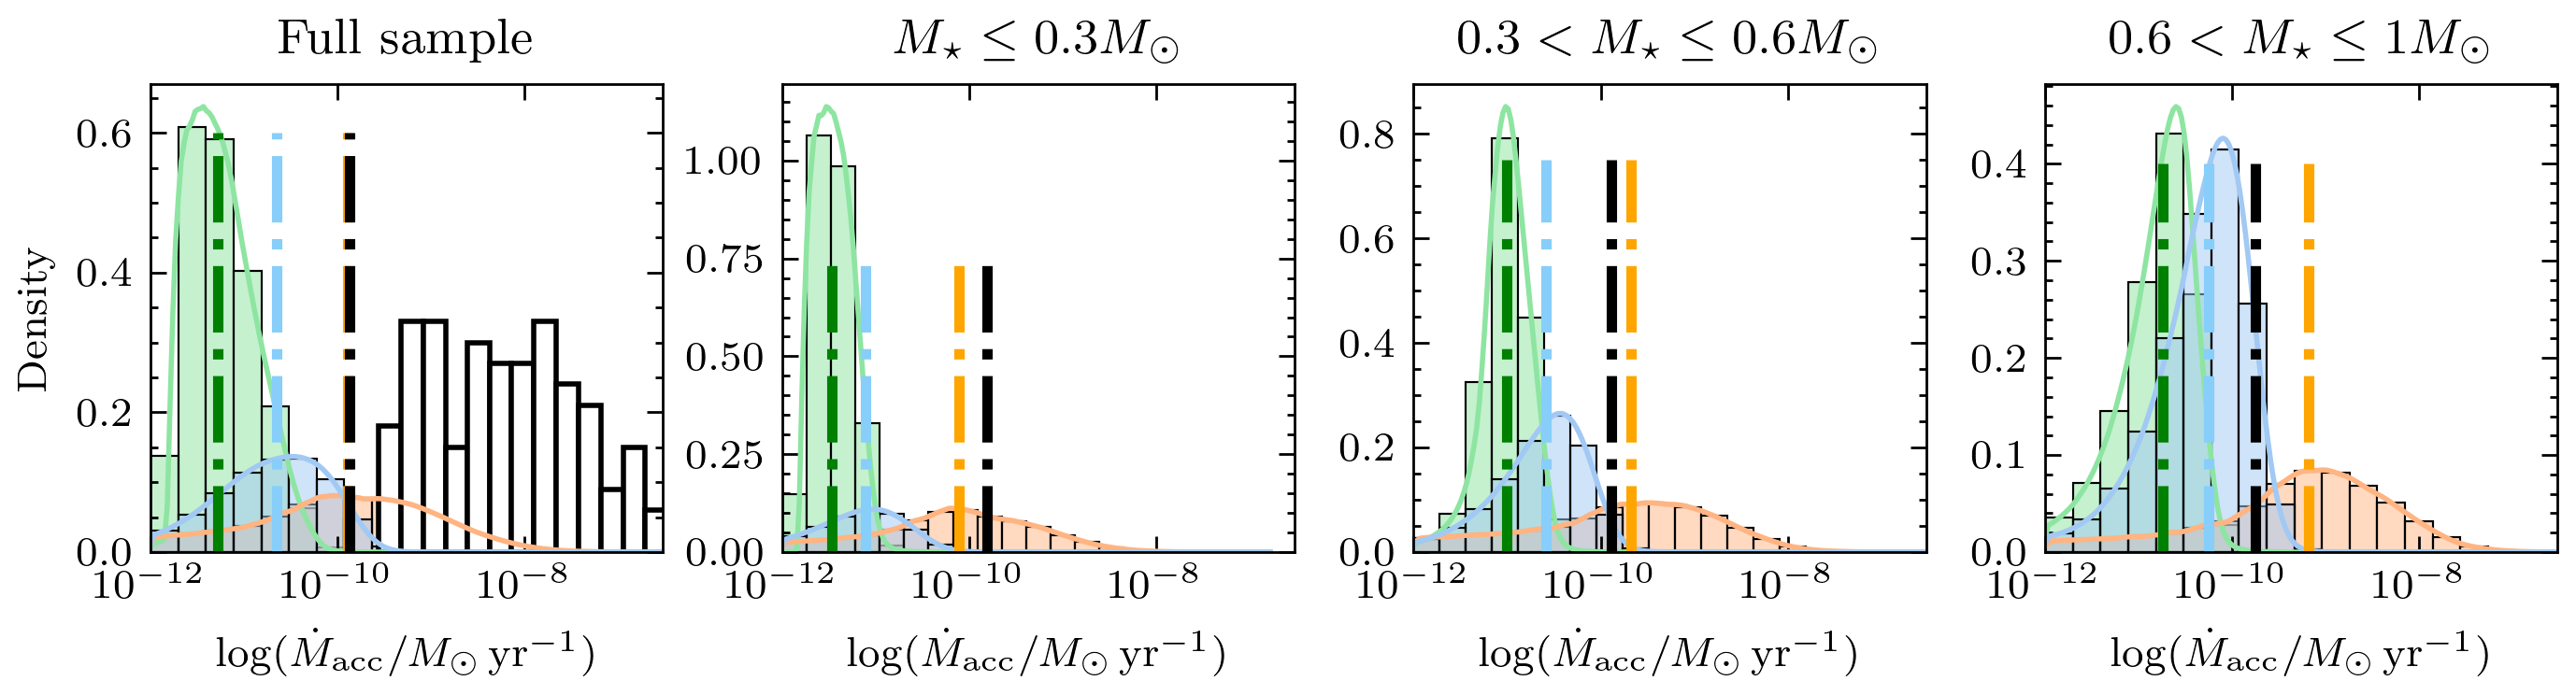 Full sample
M⋆ ≤ 0.3M⊙
0.3 < M⋆ ≤ 0.6M⊙
0.6 < M⋆ ≤ 1M⊙
Density
0.6
0.4
0.2
0.0
10⁻¹² 10⁻¹⁰ 10⁻⁸
log(Ṁacc/M⊙ yr⁻¹)
1.00
0.75
0.50
0.25
0.00
10⁻¹² 10⁻¹⁰ 10⁻⁸
log(Ṁacc/M⊙ yr⁻¹)
0.8
0.6
0.4
0.2
0.0
10⁻¹² 10⁻¹⁰ 10⁻⁸
log(Ṁacc/M⊙ yr⁻¹)
0.4
0.3
0.2
0.1
0.0
10⁻¹² 10⁻¹⁰ 10⁻⁸
log(Ṁacc/M⊙ yr⁻¹)